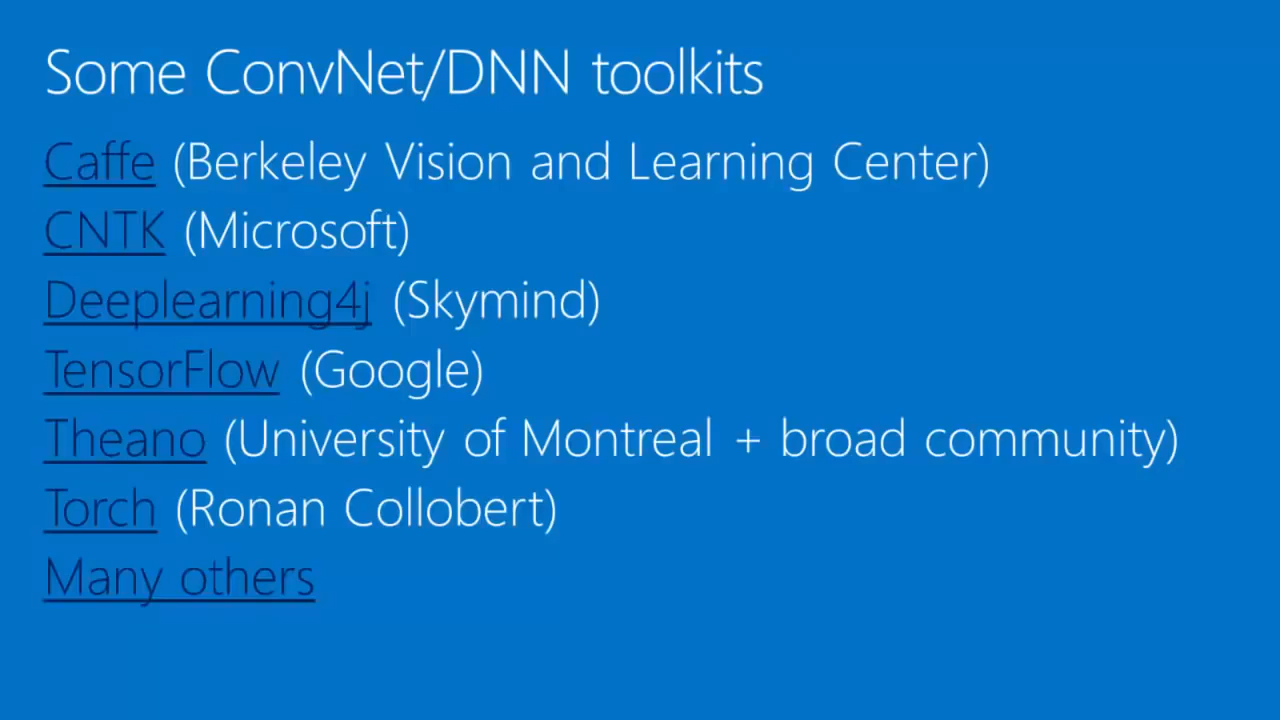 Some ConvNet/DNN toolkits
Caffe (Berkeley Vision and Learning Center)
CNTK (Microsoft)
Deeplearning4j (Skymind)
TensorFlow (Google)
Theano (University of Montreal + broad community)
Torch (Ronan Collobert)
Many others